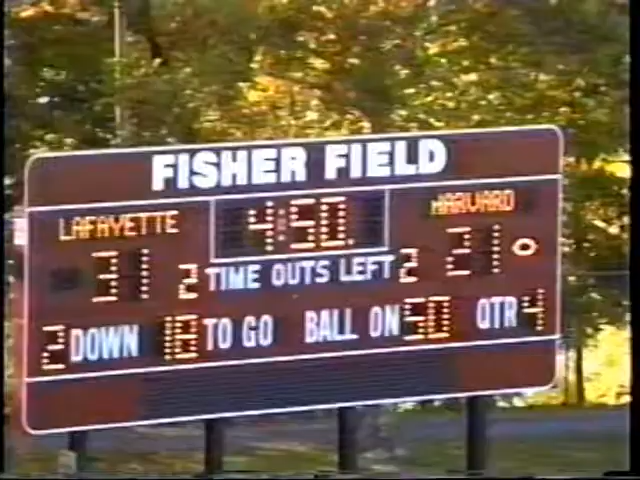 FISHER FIELD
LAFAYETTE 4:50 HARVARD
31 2 TIME OUTS LEFT 2 21
2 DOWN 18 TO GO BALL ON 50 QTR 4